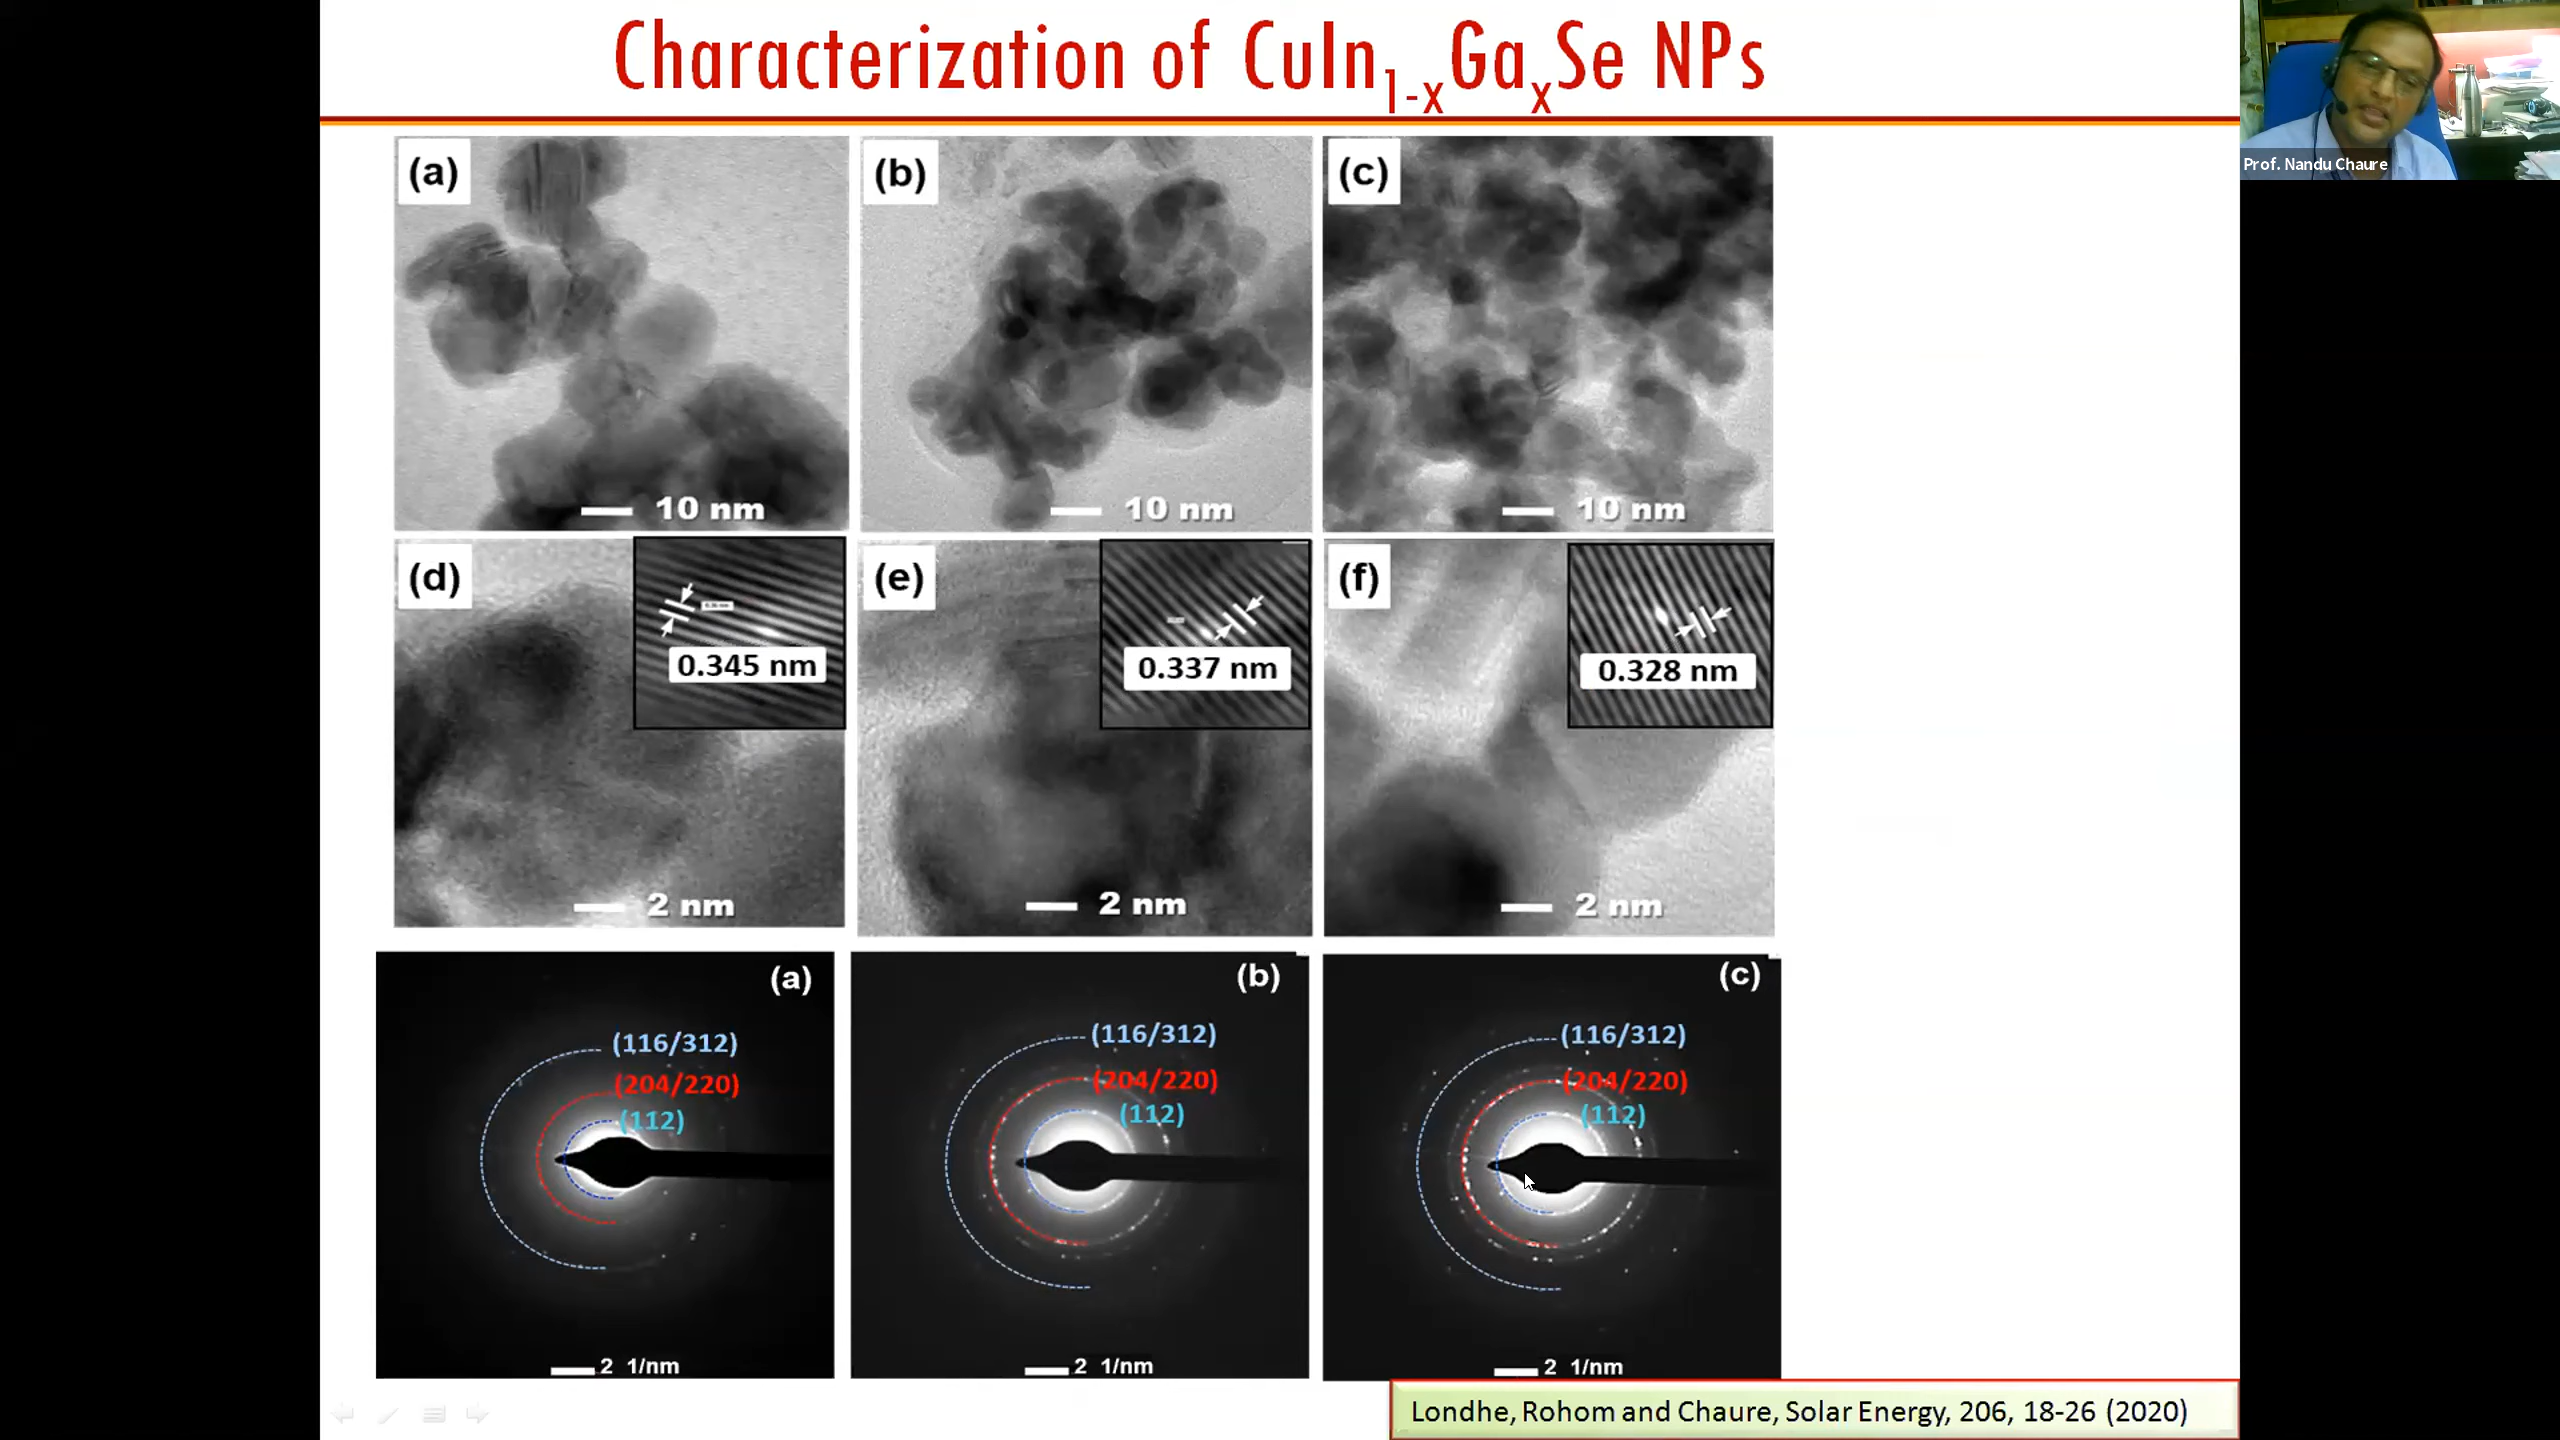 Characterization of CuIn1-xGaxSe NPs
Prof. Nandu Chaure
(a)
(b)
(c)
10 nm
10 nm
10 nm
(d)
(e)
(f)
0.345 nm
0.337 nm
0.328 nm
2 nm
2 nm
2 nm
(a)
(b)
(c)
(116/312)
(204/220)
(112)
(116/312)
(204/220)
(112)
(116/312)
(204/220)
(112)
2 1/nm
2 1/nm
2 1/nm
Londhe, Rohom and Chaure, Solar Energy, 206, 18-26 (2020)